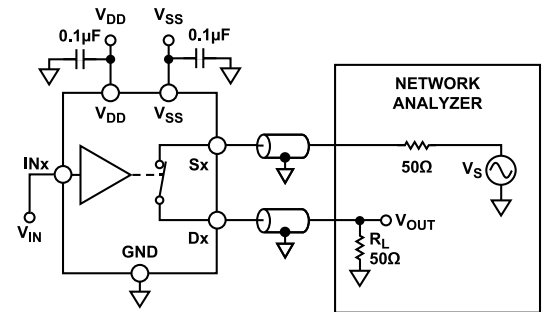 VDD
VSS
0.1µF
0.1µF
VDD
VSS
NETWORK
ANALYZER
INx
Sx
50Ω
VS
VIN
Dx
VOUT
GND
RL
50Ω